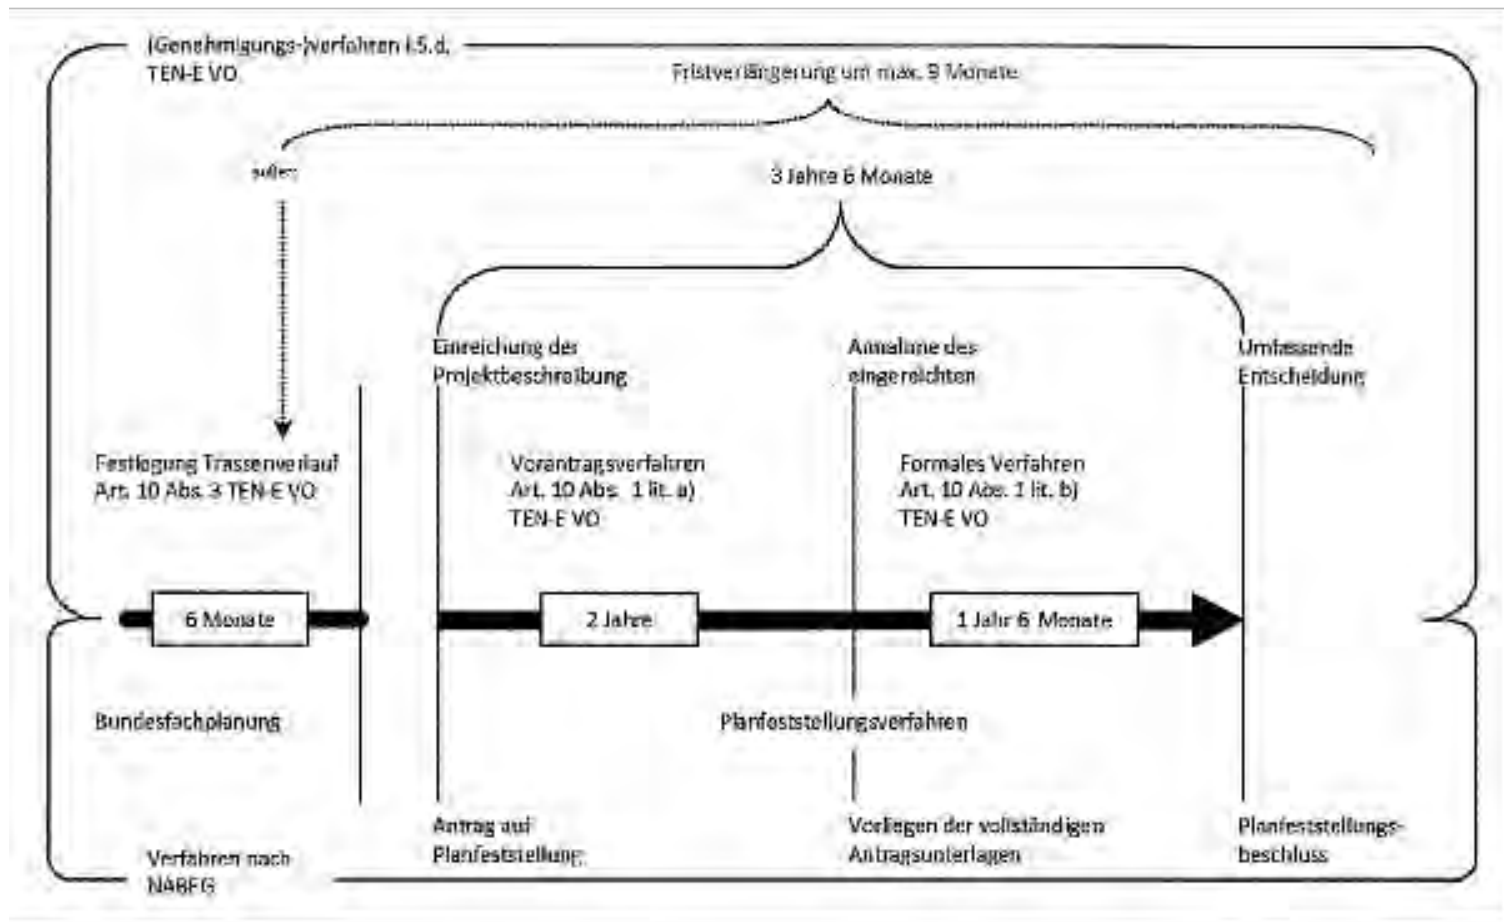 (Genehmigungs-)verfahren i.S.d.
TEN-E VO
Fristverlängerung um max. 9 Monate
außer:
3 Jahre 6 Monate
Einreichung der
Projektbeschreibung
Annahme des
eingereichten
Umfassende
Entscheidung
Festlegung Trassenverlauf
Art. 10 Abs. 3 TEN-E VO
Vorantragsverfahren
Art. 10 Abs. 1 lit. a)
TEN-E VO
Formales Verfahren
Art. 10 Abs. 1 lit. b)
TEN-E VO
6 Monate
2 Jahre
1 Jahr 6 Monate
Bundesfachplanung
Planfeststellungsverfahren
Antrag auf
Planfeststellung
Vorliegen der vollständigen
Antragsunterlagen
Planfeststellungs-
beschluss
Verfahren nach
NABEG